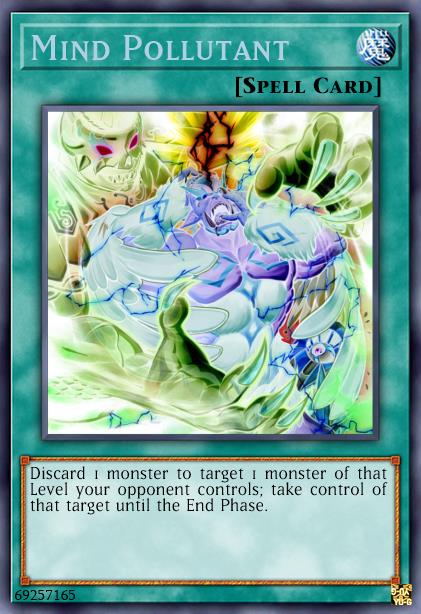 Mind Pollutant
魔
[Spell Card]
Discard 1 monster to target 1 monster of that
Level your opponent controls; take control of
that target until the End Phase.
69257165